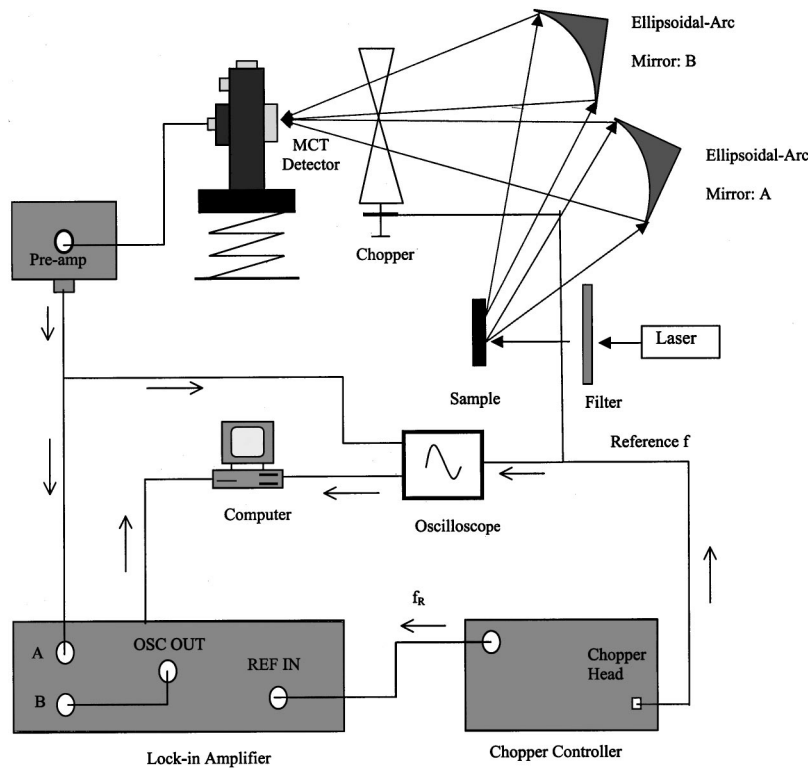 Ellipsoidal-Arc
Mirror: B
MCT
Detector
Ellipsoidal-Arc
Mirror: A
Pre-amp
Chopper
Laser
Sample
Filter
Reference f
Computer
Oscilloscope
f_R
A
OSC OUT
REF IN
B
Chopper
Head
Lock-in Amplifier
Chopper Controller